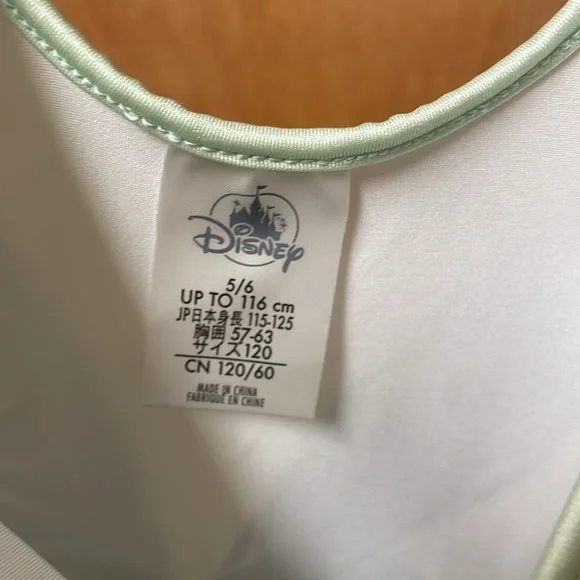 Disney
5/6
UP TO 116 cm
JP日本身長 115-125
胸囲 57-63
サイズ120
CN 120/60
MADE IN CHINA
FABRIQUE EN CHINE